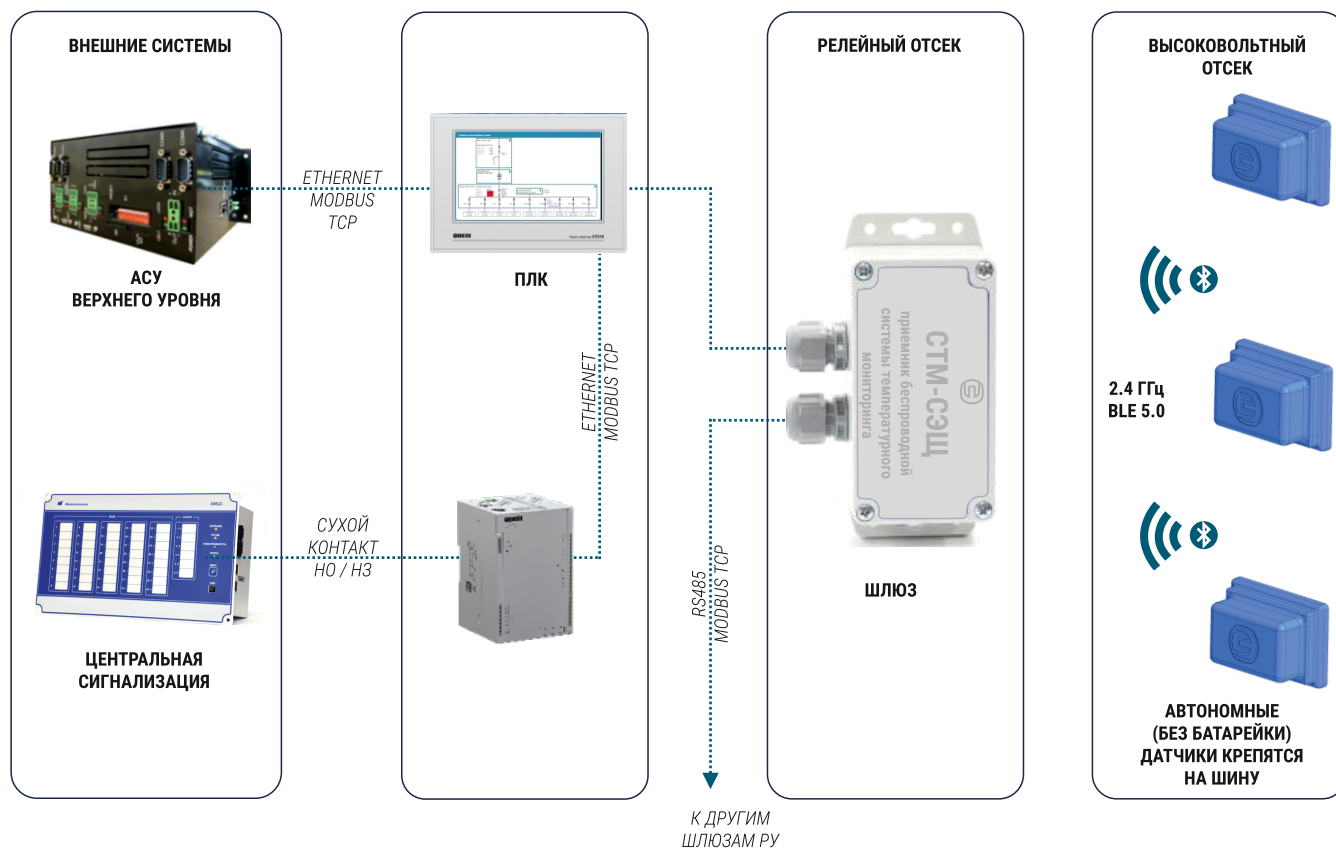 ВНЕШНИЕ СИСТЕМЫ
АСУ
ВЕРХНЕГО УРОВНЯ
ЦЕНТРАЛЬНАЯ
СИГНАЛИЗАЦИЯ
ETHERNET
MODBUS
TCP
СУХОЙ
КОНТАКТ
НО / НЗ
ПЛК
ETHERNET
MODBUS TCP
RS485
MODBUS TCP
К ДРУГИМ
ШЛЮЗАМ РУ
РЕЛЕЙНЫЙ ОТСЕК
СТМ-СЭЩ
приемник беспроводной
системы температурного
мониторинга
ШЛЮЗ
ВЫСОКОВОЛЬТНЫЙ
ОТСЕК
2.4 ГГц
BLE 5.0
АВТОНОМНЫЕ
(БЕЗ БАТАРЕЙКИ)
ДАТЧИКИ КРЕПЯТСЯ
НА ШИНУ